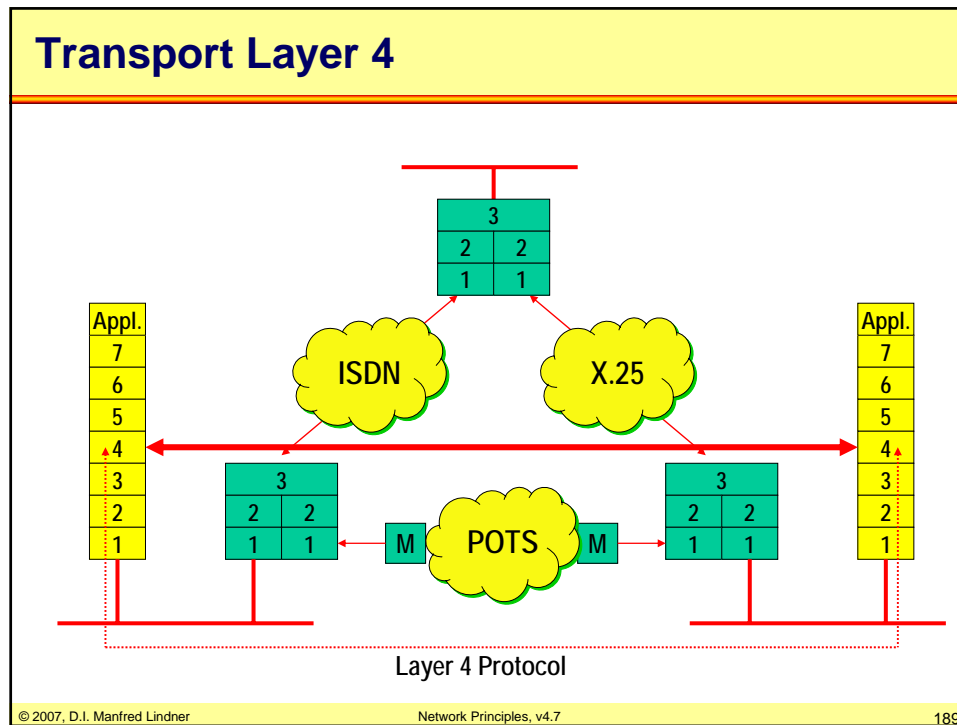 Transport Layer 4
3
2 2
1 1
Appl.
7
6
5
4
3
2
1
ISDN
X.25
Appl.
7
6
5
4
3
2
1
3
2 2
1 1
M
POTS
M
3
2 2
1 1
Layer 4 Protocol
© 2007, D.I. Manfred Lindner
Network Principles, v4.7
189